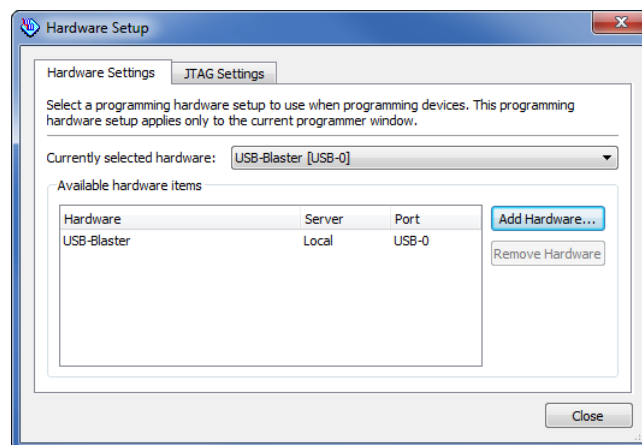 Hardware Setup
Hardware Settings
JTAG Settings
Select a programming hardware setup to use when programming devices. This programming
hardware setup applies only to the current programmer window.
Currently selected hardware: USB-Blaster [USB-0]
Available hardware items
Hardware Server Port
USB-Blaster Local USB-0
Add Hardware...
Remove Hardware
Close